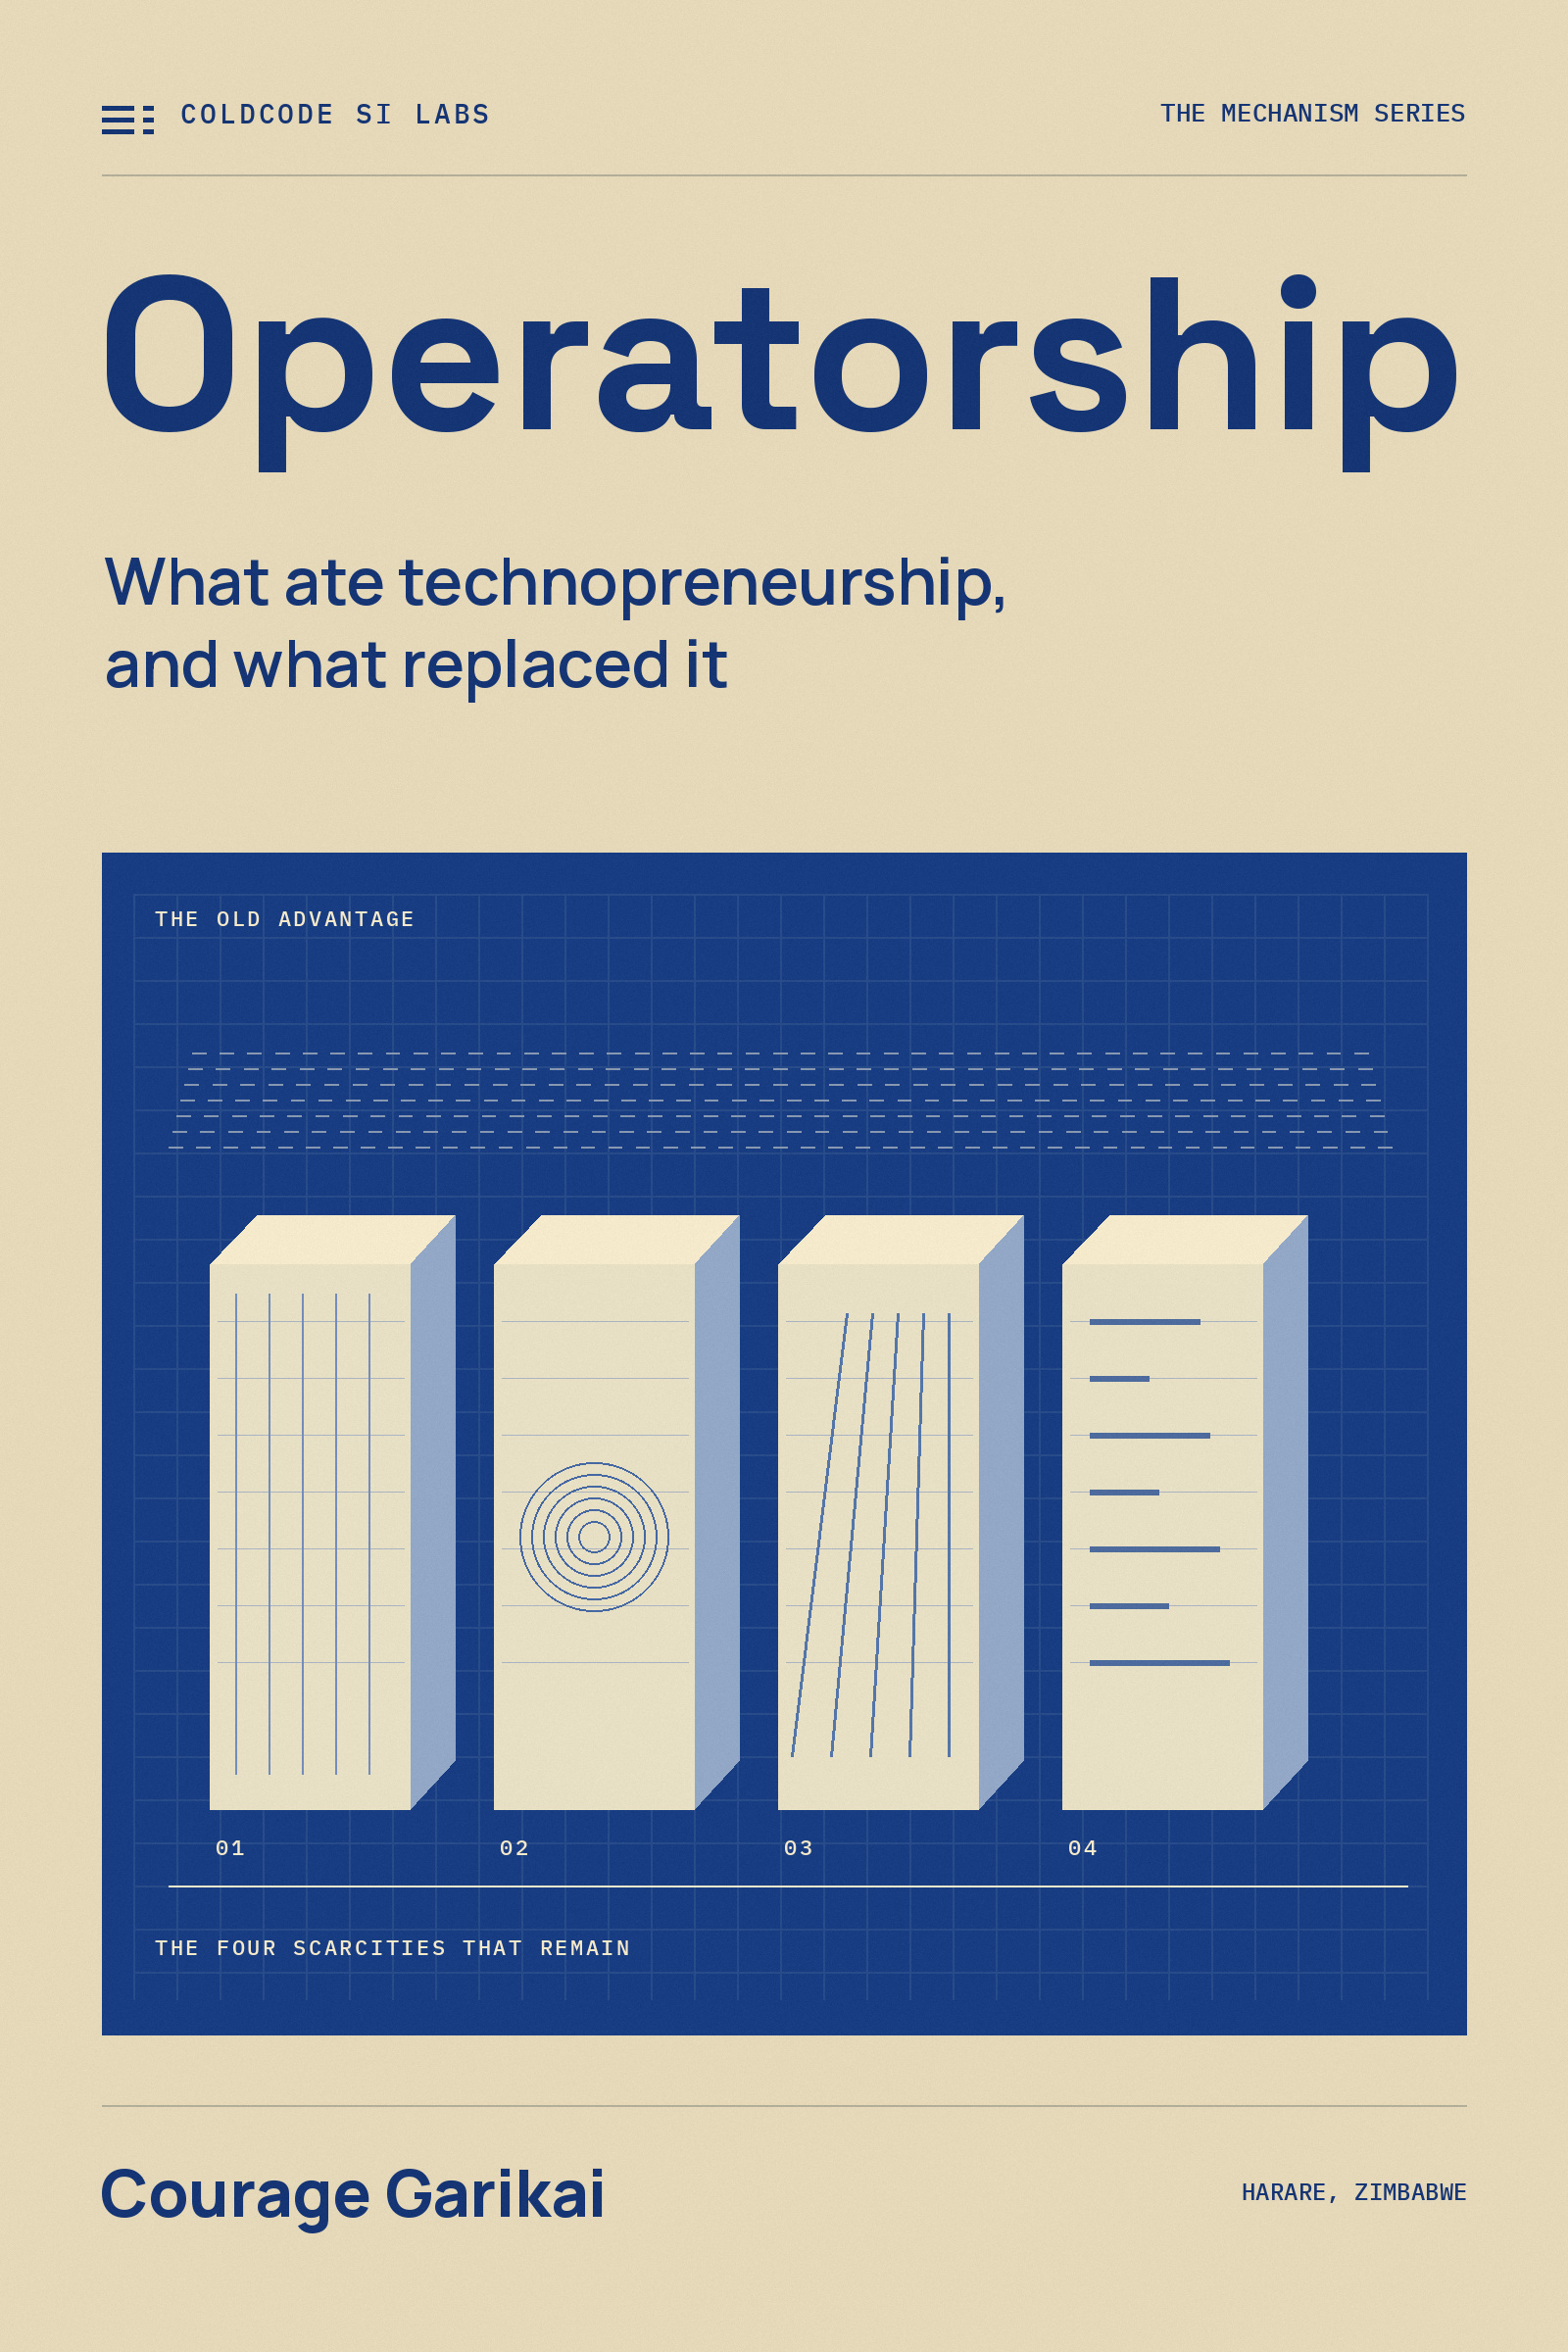 COLDCODE SI LABS
THE MECHANISM SERIES
Operatorship
What ate technopreneurship,
and what replaced it
THE OLD ADVANTAGE
01
02
03
04
THE FOUR SCARCITIES THAT REMAIN
Courage Garikai
HARARE, ZIMBABWE